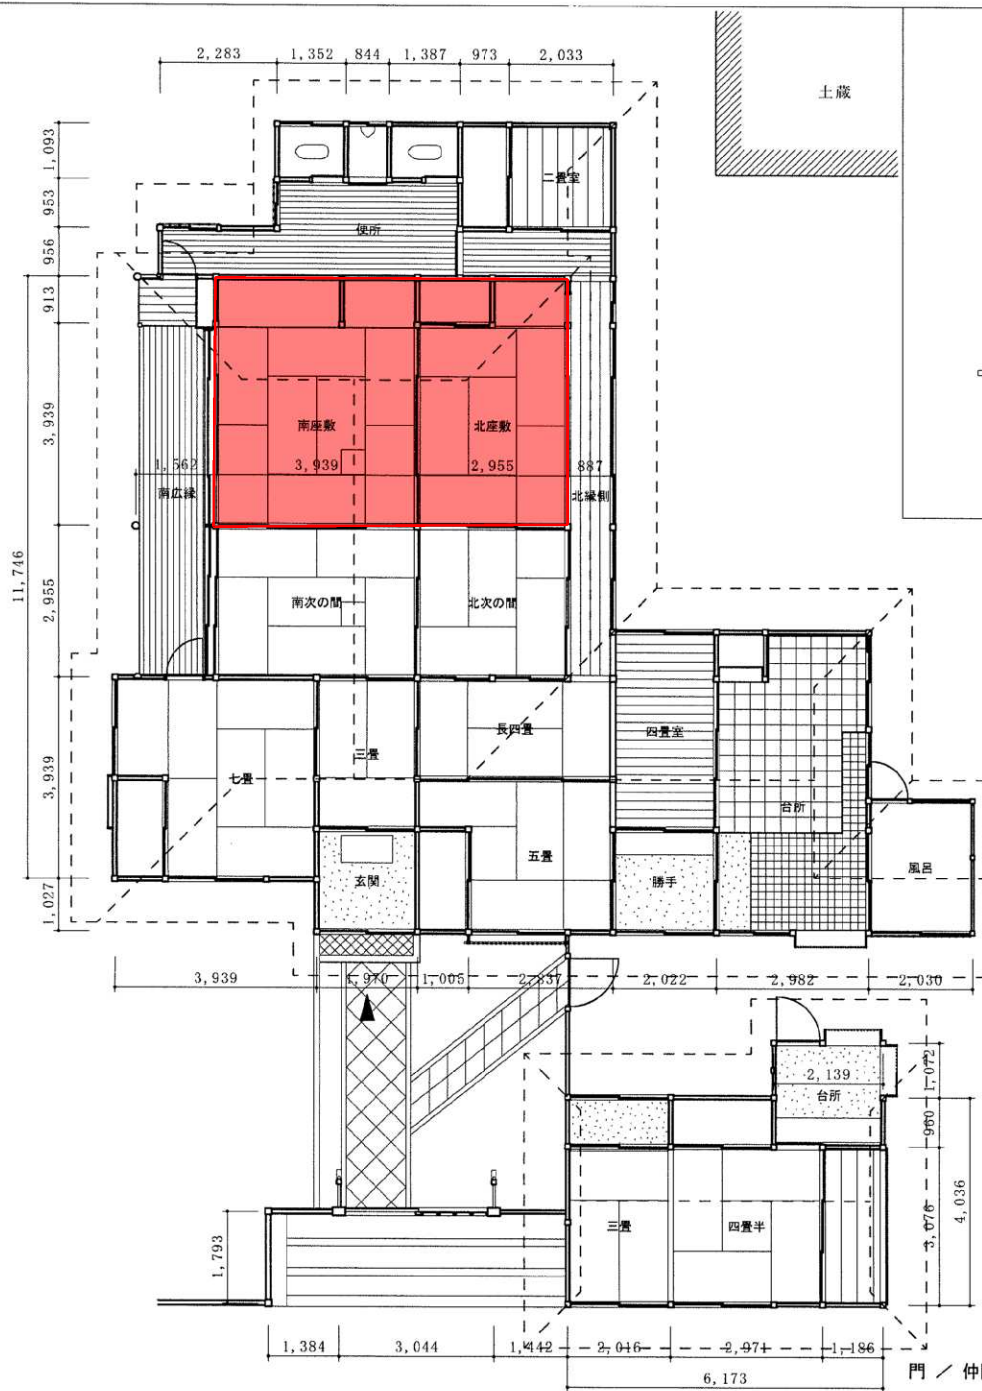 2,283 1,352 844 1,387 973 2,033
土蔵
1,093
953
956
913
3,939
2,955
11,746
3,939
1,027
二畳室
便所
南座敷
北座敷
1,562 3,939 2,955 887
南広縁
北縁側
南次の間
北次の間
長四畳
四畳室
三畳
七畳
台所
五畳
玄関
勝手
風呂
3,939 1,970 1,005 2,837 2,022 2,982 2,030
2,139
台所
1,072
960
3,076
4,036
三畳
四畳半
1,793
1,384 3,044 1,442 2,016 2,971 1,186
6,173
門 / 仲